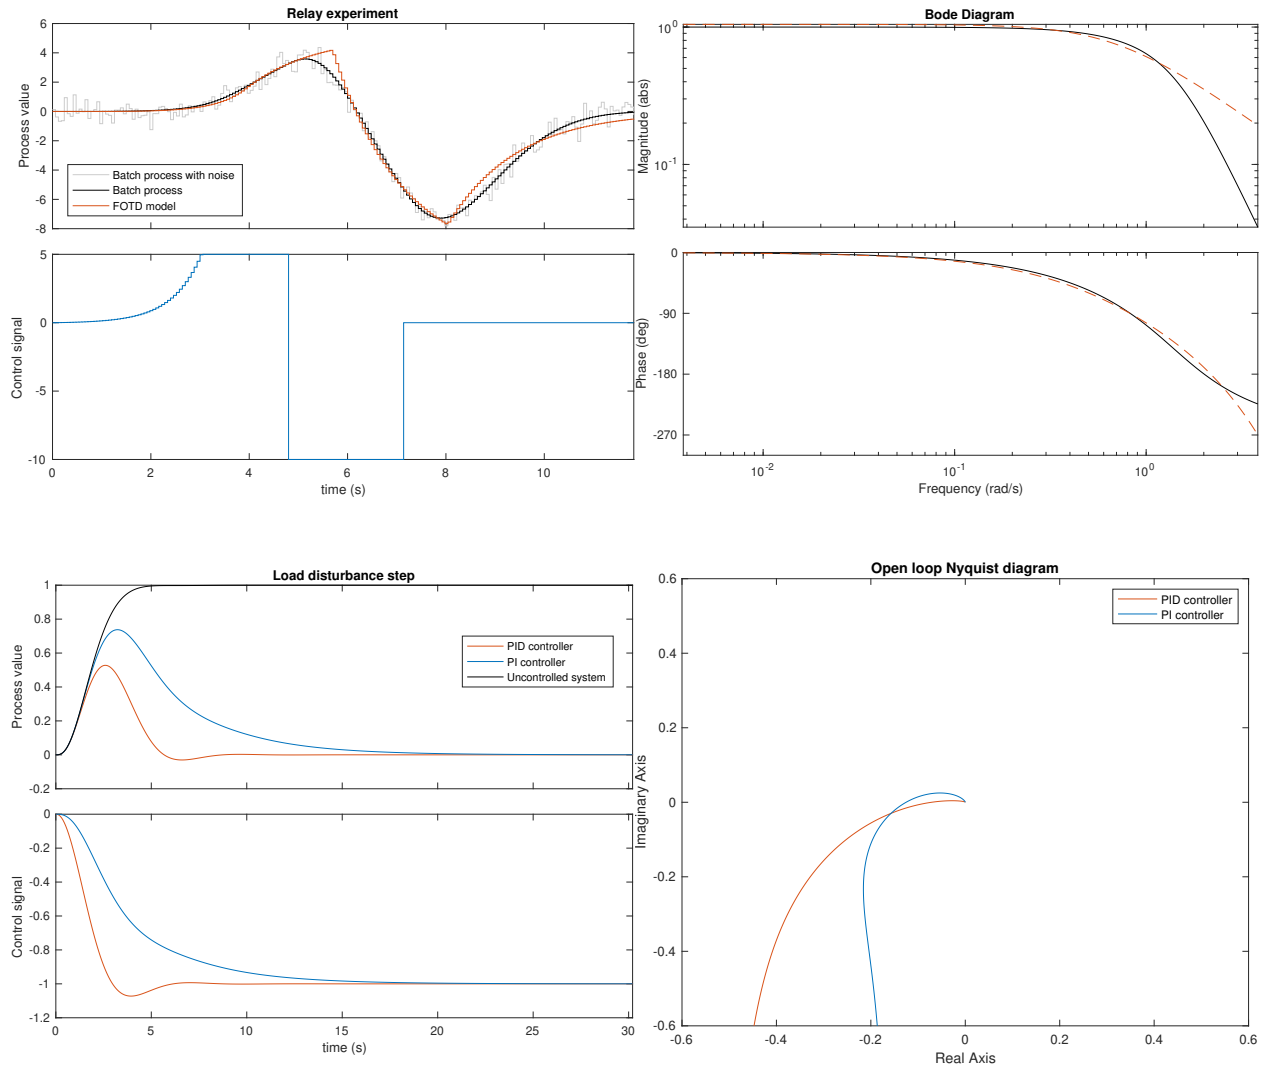 Relay experiment
Process value
6
4
2
0
-2
-4
-6
-8
Batch process with noise
Batch process
FOTD model
Control signal
5
0
-5
-10
0 2 4 6 8 10
time (s)
Bode Diagram
Magnitude (abs)
10^0
10^-1
Phase (deg)
0
-90
-180
-270
10^-2 10^-1 10^0
Frequency (rad/s)
Load disturbance step
Process value
1
0.8
0.6
0.4
0.2
0
-0.2
PID controller
PI controller
Uncontrolled system
Control signal
0
-0.2
-0.4
-0.6
-0.8
-1
-1.2
0 5 10 15 20 25 30
time (s)
Open loop Nyquist diagram
Imaginary Axis
0.6
0.4
0.2
0
-0.2
-0.4
-0.6
PID controller
PI controller
-0.6 -0.4 -0.2 0 0.2 0.4 0.6
Real Axis